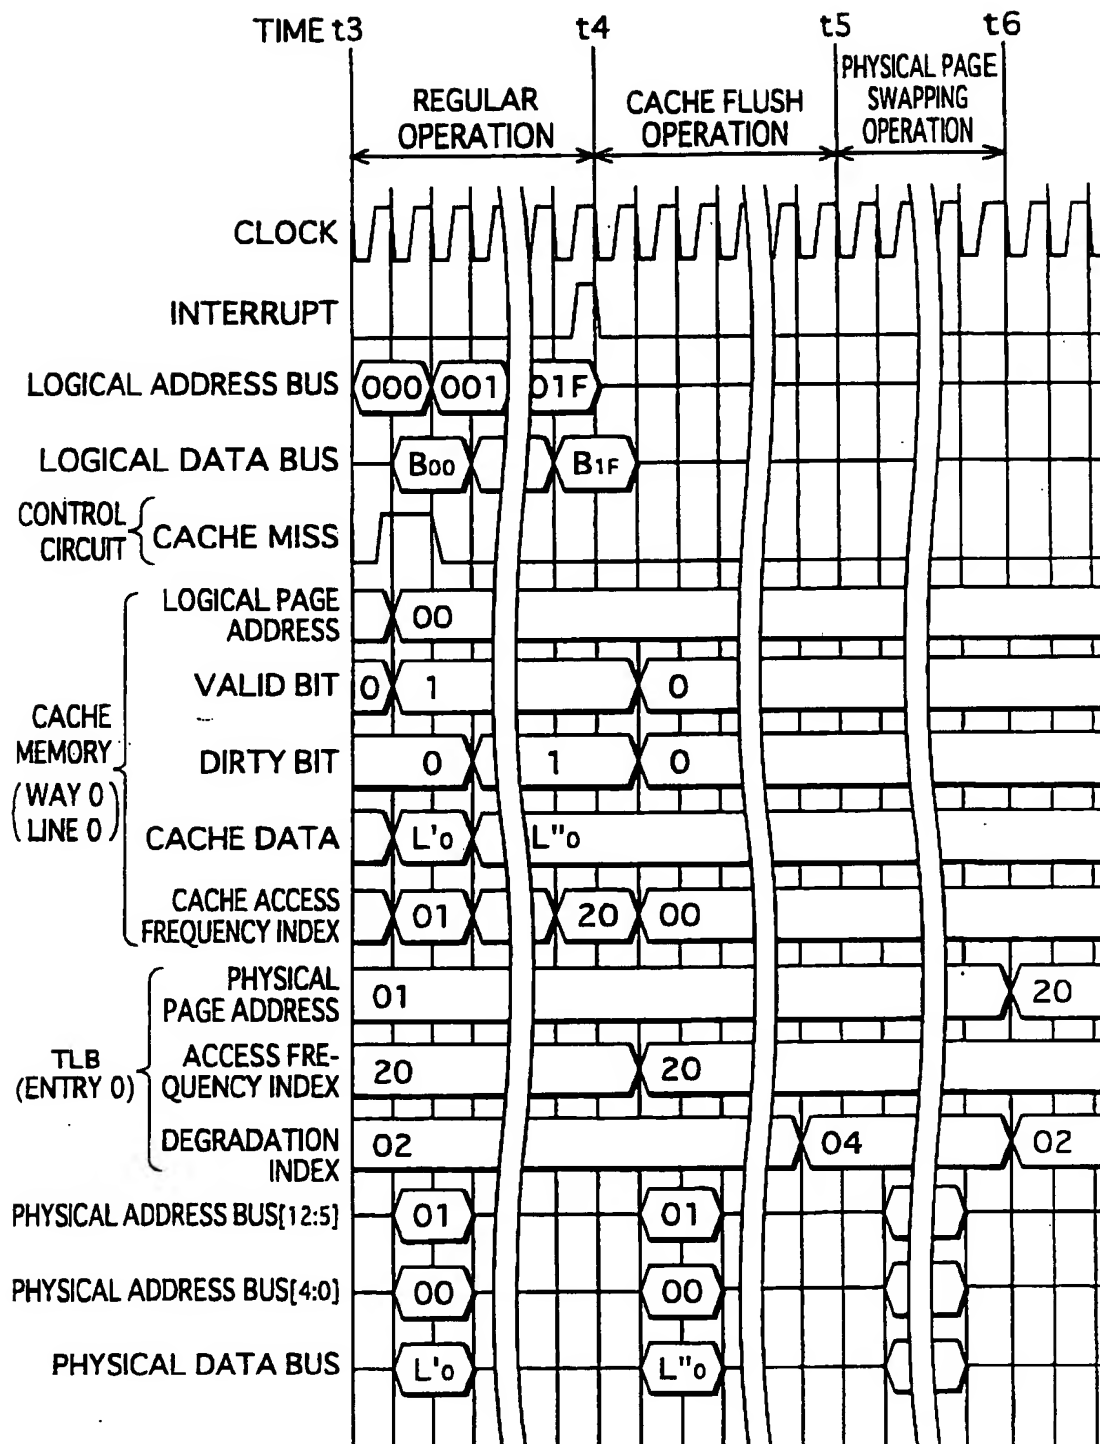 TIME t3 t4 t5 t6
REGULAR
OPERATION
CACHE FLUSH
OPERATION
PHYSICAL PAGE
SWAPPING
OPERATION
CLOCK
INTERRUPT
LOGICAL ADDRESS BUS 000 001 01F
LOGICAL DATA BUS B00 B1F
CONTROL
CIRCUIT
CACHE MISS
CACHE
MEMORY
(WAY 0
LINE 0)
LOGICAL PAGE
ADDRESS
00
VALID BIT 0 1 0
DIRTY BIT 0 1 0
CACHE DATA L'0 L"0
CACHE ACCESS
FREQUENCY INDEX
01 20 00
TLB
(ENTRY 0)
PHYSICAL
PAGE ADDRESS
01 20
ACCESS FRE-
QUENCY INDEX
20 20
DEGRADATION
INDEX
02 04 02
PHYSICAL ADDRESS BUS[12:5] 01 01
PHYSICAL ADDRESS BUS[4:0] 00 00
PHYSICAL DATA BUS L'0 L"0